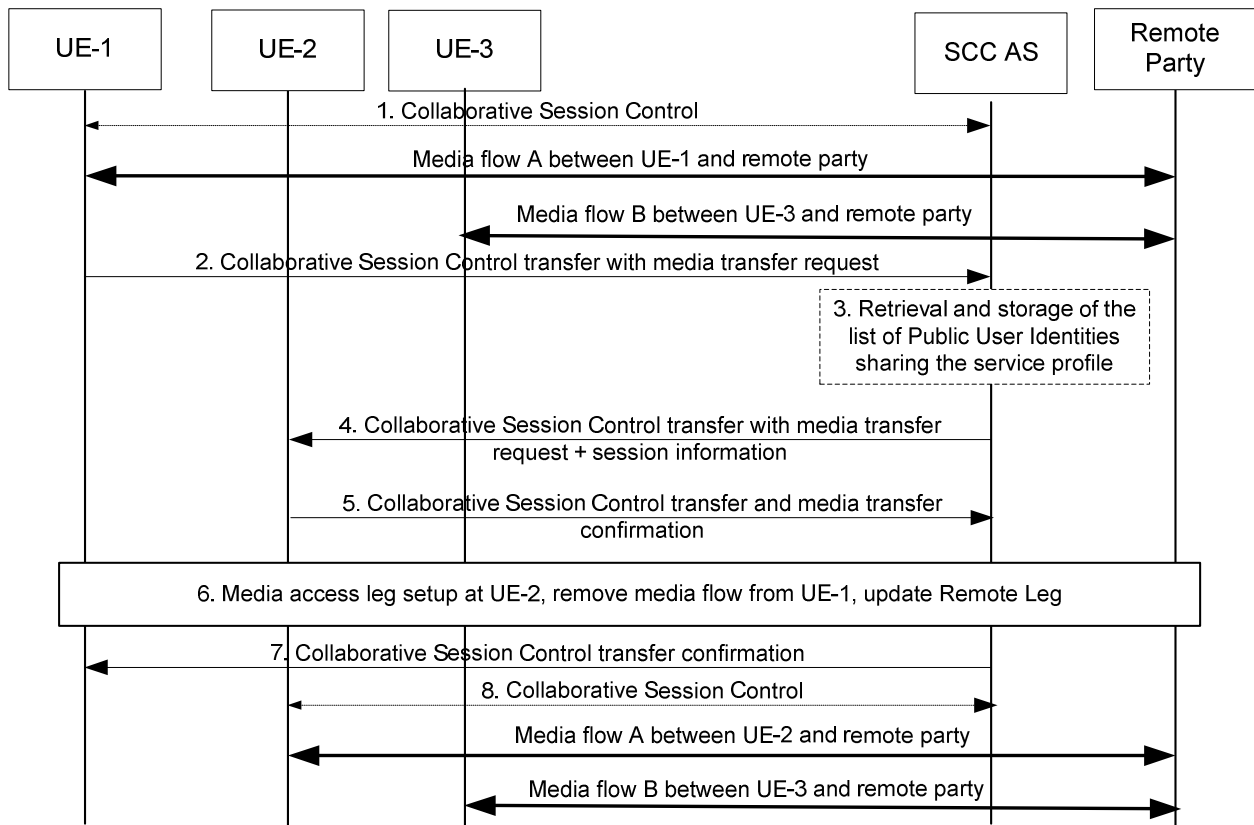 UE-1
UE-2
UE-3
SCC AS
Remote
Party
1. Collaborative Session Control
Media flow A between UE-1 and remote party
Media flow B between UE-3 and remote party
2. Collaborative Session Control transfer with media transfer request
3. Retrieval and storage of the
list of Public User Identities
sharing the service profile
4. Collaborative Session Control transfer with media transfer
request + session information
5. Collaborative Session Control transfer and media transfer
confirmation
6. Media access leg setup at UE-2, remove media flow from UE-1, update Remote Leg
7. Collaborative Session Control transfer confirmation
8. Collaborative Session Control
Media flow A between UE-2 and remote party
Media flow B between UE-3 and remote party